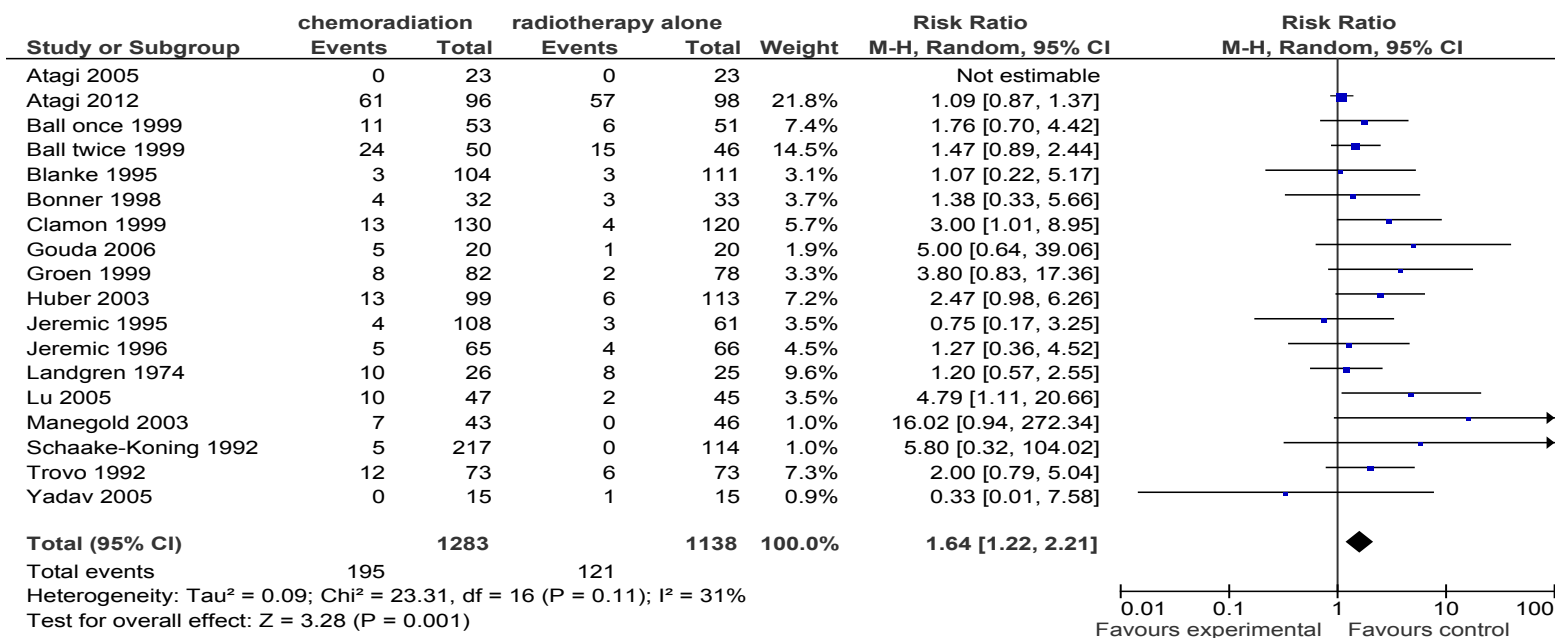 chemoradiation radiotherapy alone Risk Ratio Risk Ratio
Study or Subgroup Events Total Events Total Weight M-H, Random, 95% CI M-H, Random, 95% CI
Atagi 2005 0 23 0 23 Not estimable
Atagi 2012 61 96 57 98 21.8% 1.09 [0.87, 1.37]
Ball once 1999 11 53 6 51 7.4% 1.76 [0.70, 4.42]
Ball twice 1999 24 50 15 46 14.5% 1.47 [0.89, 2.44]
Blanke 1995 3 104 3 111 3.1% 1.07 [0.22, 5.17]
Bonner 1998 4 32 3 33 3.7% 1.38 [0.33, 5.66]
Clamon 1999 13 130 4 120 5.7% 3.00 [1.01, 8.95]
Gouda 2006 5 20 1 20 1.9% 5.00 [0.64, 39.06]
Groen 1999 8 82 2 78 3.3% 3.80 [0.83, 17.36]
Huber 2003 13 99 6 113 7.2% 2.47 [0.98, 6.26]
Jeremic 1995 4 108 3 61 3.5% 0.75 [0.17, 3.25]
Jeremic 1996 5 65 4 66 4.5% 1.27 [0.36, 4.52]
Landgren 1974 10 26 8 25 9.6% 1.20 [0.57, 2.55]
Lu 2005 10 47 2 45 3.5% 4.79 [1.11, 20.66]
Manegold 2003 7 43 0 46 1.0% 16.02 [0.94, 272.34]
Schaake-Koning 1992 5 217 0 114 1.0% 5.80 [0.32, 104.02]
Trovo 1992 12 73 6 73 7.3% 2.00 [0.79, 5.04]
Yadav 2005 0 15 1 15 0.9% 0.33 [0.01, 7.58]
Total (95% CI) 1283 1138 100.0% 1.64 [1.22, 2.21]
Total events 195 121
Heterogeneity: Tau² = 0.09; Chi² = 23.31, df = 16 (P = 0.11); I² = 31%
Test for overall effect: Z = 3.28 (P = 0.001)
0.01 0.1 1 10 100
Favours experimental Favours control